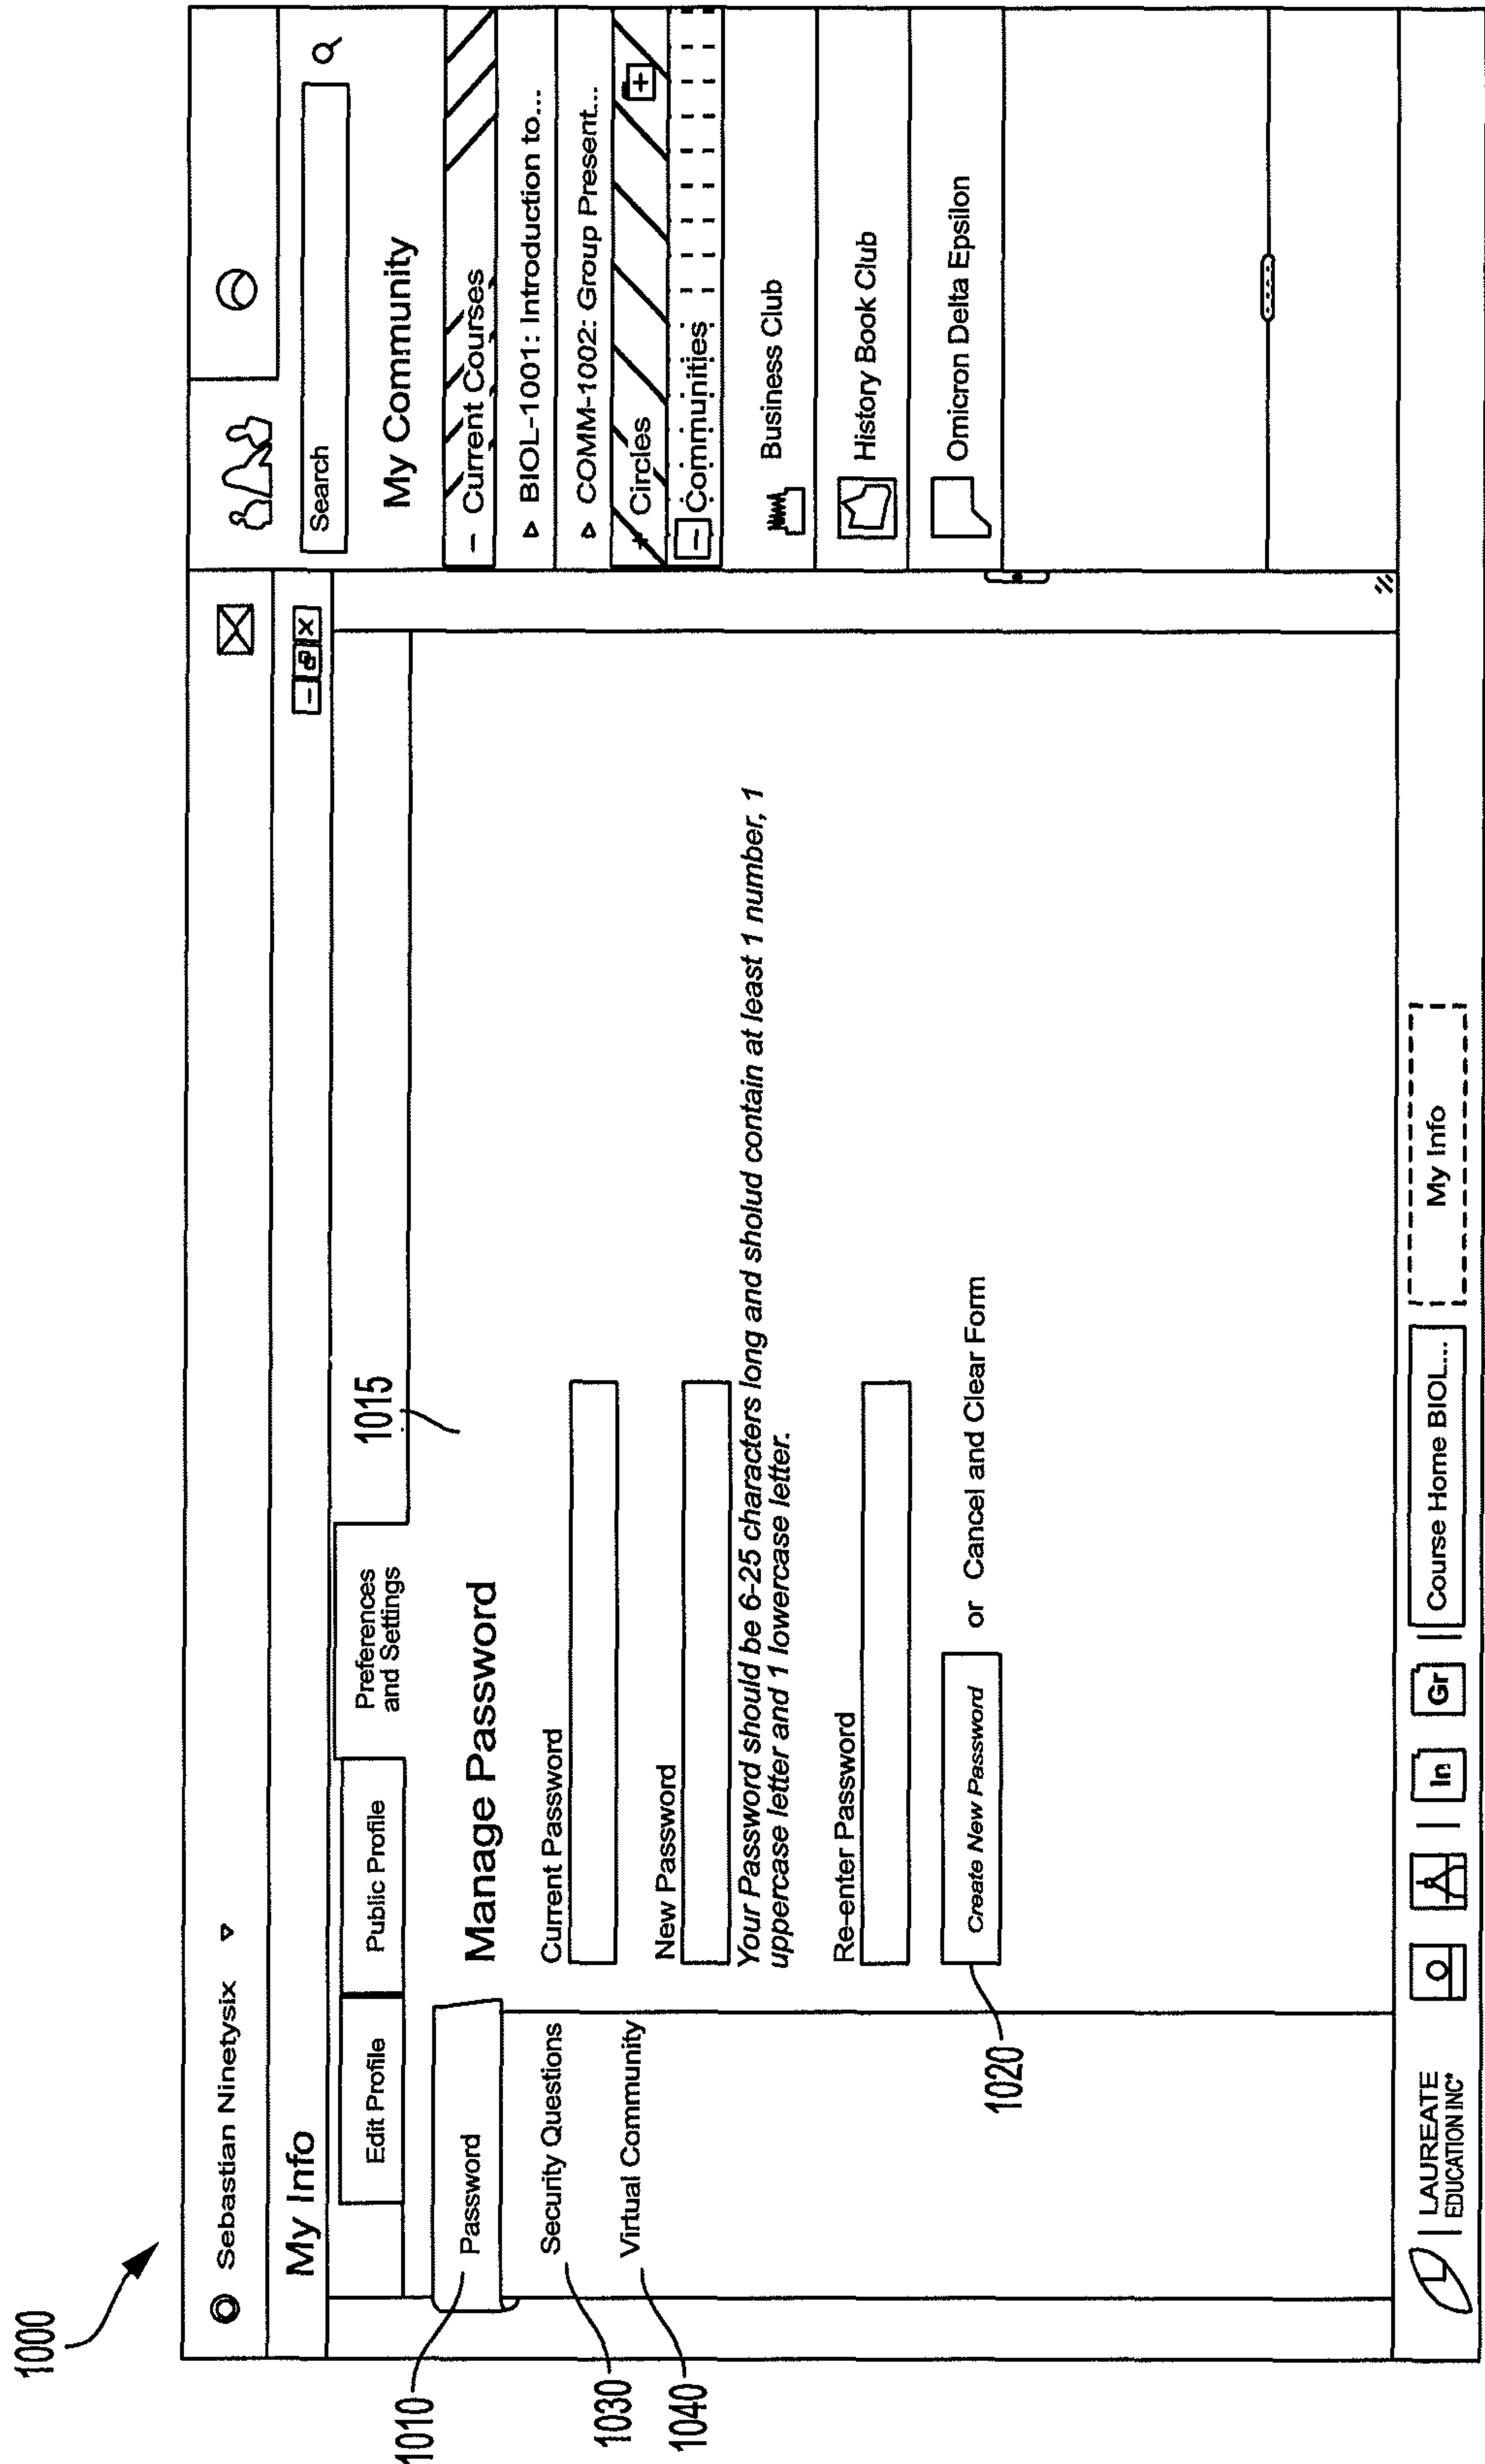 1000
Sebastian Ninetysix
My Info
Edit Profile
Public Profile
Preferences
and Settings
1015
1010
Password
1030
Security Questions
1040
Virtual Community
Manage Password
Current Password
New Password
Your Password should be 6-25 characters long and sholud contain at least 1 number, 1
uppercase letter and 1 lowercase letter.
Re-enter Password
1020
Create New Password
or Cancel and Clear Form
Search
My Community
- Current Courses
BIOL-1001: Introduction to...
COMM-1002: Group Present...
+ Circles
- Communities
Business Club
History Book Club
Omicron Delta Epsilon
LAUREATE
EDUCATION INC*
In
Gr
Course Home BIOL...
My Info